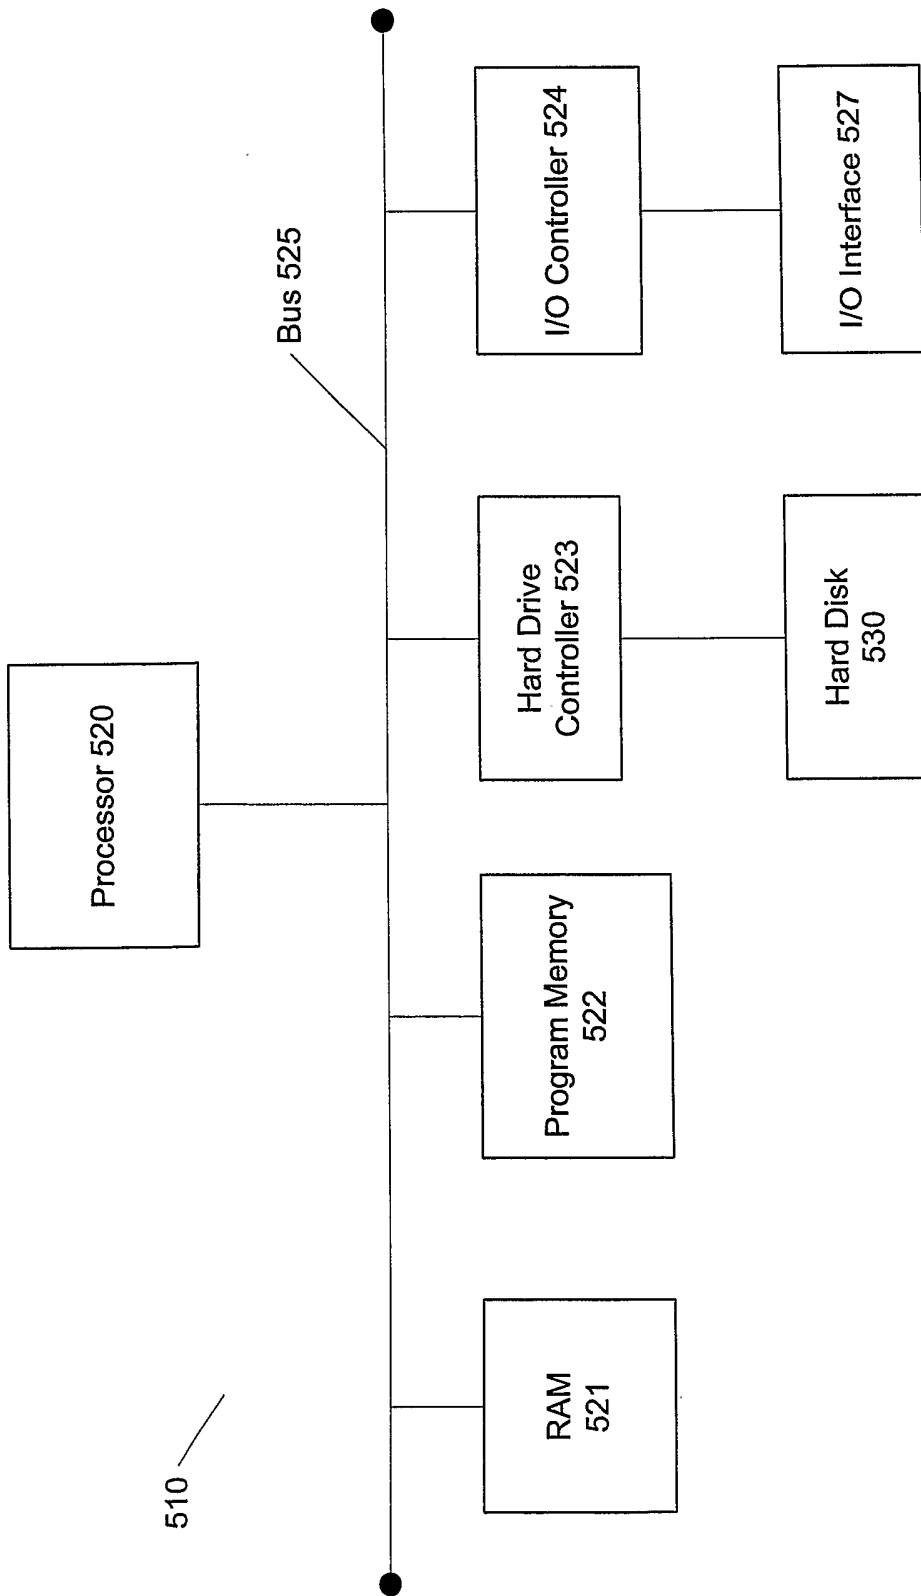 510
Processor 520
Bus 525
RAM
521
Program Memory
522
Hard Drive
Controller 523
I/O Controller 524
Hard Disk
530
I/O Interface 527